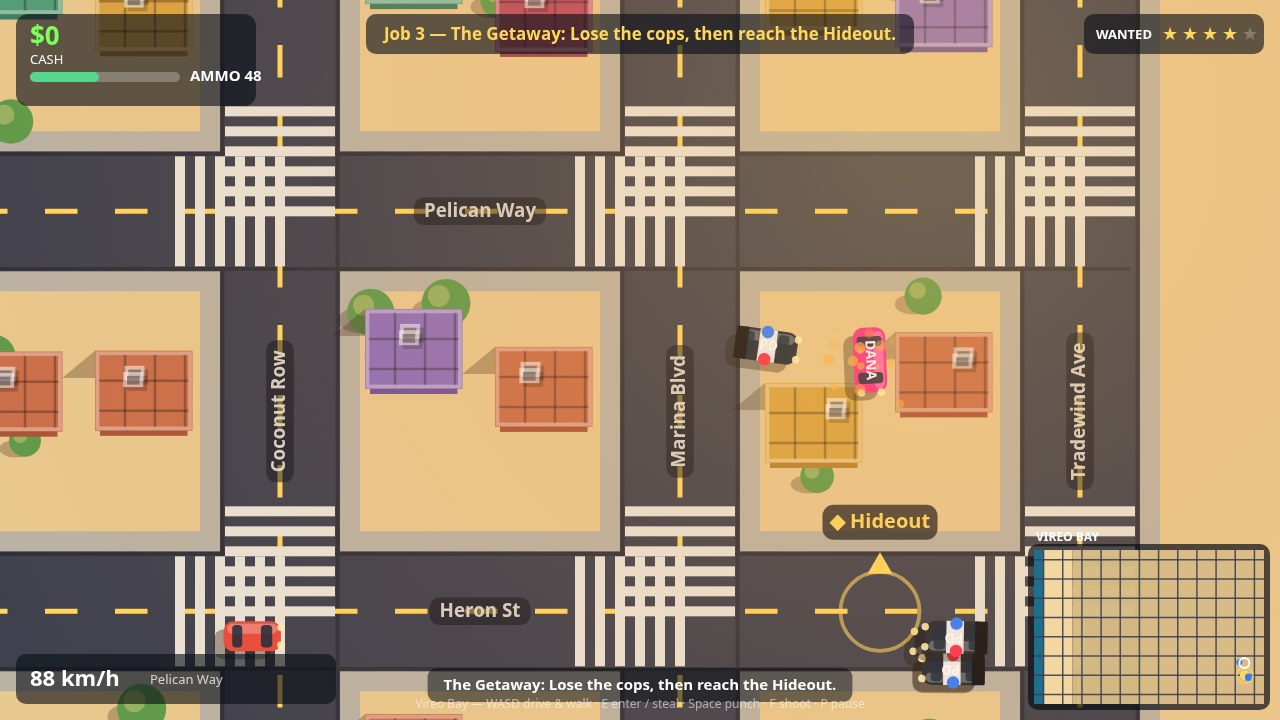 $0
CASH
AMMO 48
Job 3 — The Getaway: Lose the cops, then reach the Hideout.
WANTED ★ ★ ★ ★ ★
Pelican Way
Coconut Row
Marina Blvd
DANA
Tradewind Ave
◆ Hideout
VIREO BAY
Heron St
88 km/h Pelican Way
The Getaway: Lose the cops, then reach the Hideout.
Vireo Bay — WASD drive & walk · E enter / steal · Space punch · F shoot · P pause